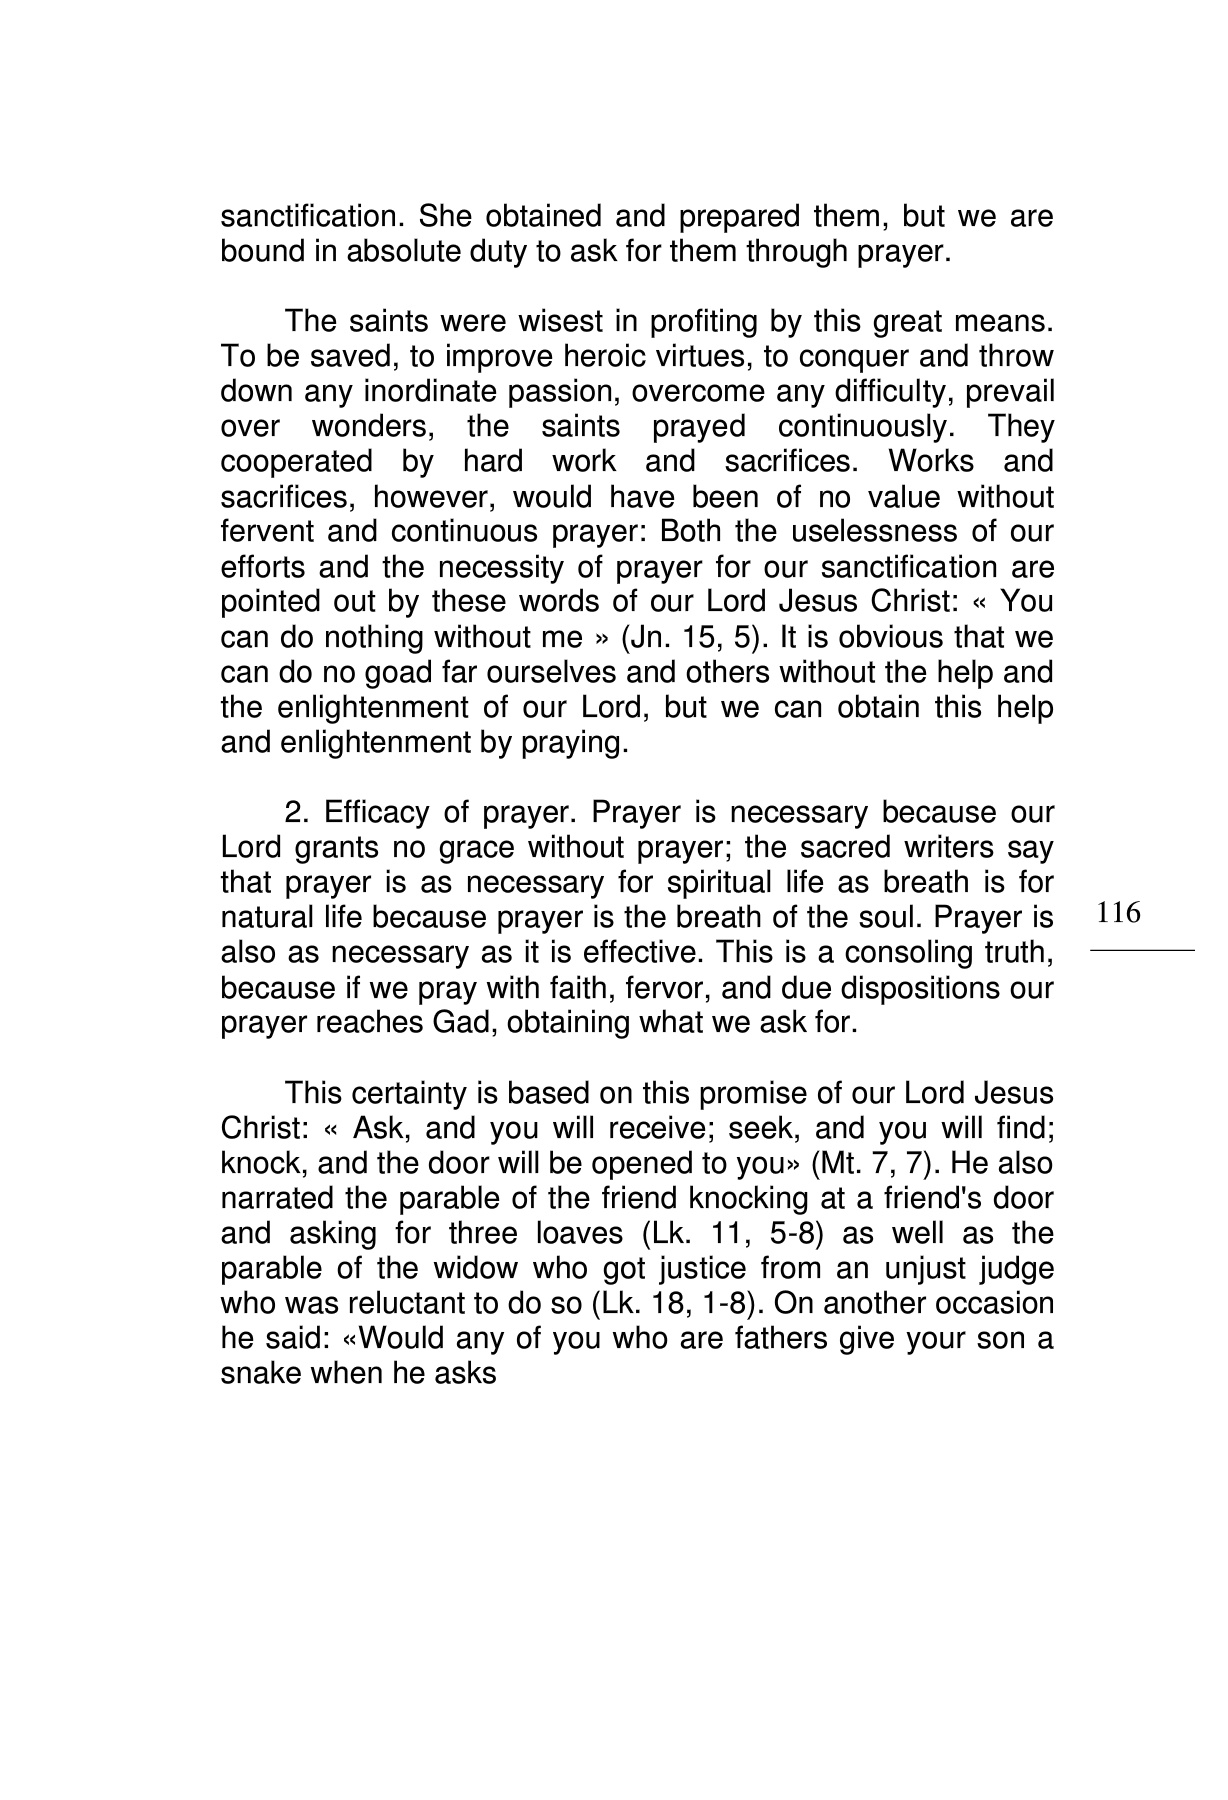 sanctification. She obtained and prepared them, but we are
bound in absolute duty to ask for them through prayer.
The saints were wisest in profiting by this great means.
To be saved, to improve heroic virtues, to conquer and throw
down any inordinate passion, overcome any difficulty, prevail
over wonders, the saints prayed continuously. They
cooperated by hard work and sacrifices. Works and
sacrifices, however, would have been of no value without
fervent and continuous prayer: Both the uselessness of our
efforts and the necessity of prayer for our sanctification are
pointed out by these words of our Lord Jesus Christ: « You
can do nothing without me » (Jn. 15, 5). It is obvious that we
can do no goad far ourselves and others without the help and
the enlightenment of our Lord, but we can obtain this help
and enlightenment by praying.
2. Efficacy of prayer. Prayer is necessary because our
Lord grants no grace without prayer; the sacred writers say
that prayer is as necessary for spiritual life as breath is for
natural life because prayer is the breath of the soul. Prayer is
also as necessary as it is effective. This is a consoling truth,
because if we pray with faith, fervor, and due dispositions our
prayer reaches Gad, obtaining what we ask for.
This certainty is based on this promise of our Lord Jesus
Christ: « Ask, and you will receive; seek, and you will find;
knock, and the door will be opened to you» (Mt. 7, 7). He also
narrated the parable of the friend knocking at a friend's door
and asking for three loaves (Lk. 11, 5-8) as well as the
parable of the widow who got justice from an unjust judge
who was reluctant to do so (Lk. 18, 1-8). On another occasion
he said: «Would any of you who are fathers give your son a
snake when he asks
116